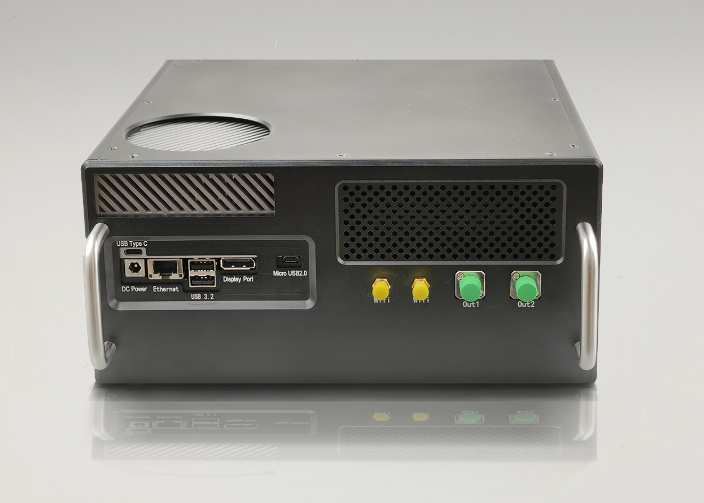 USB Type C
DC Power
Ethernet
USB 3.2
Display Port
Micro USB2.0
Out1
Out2